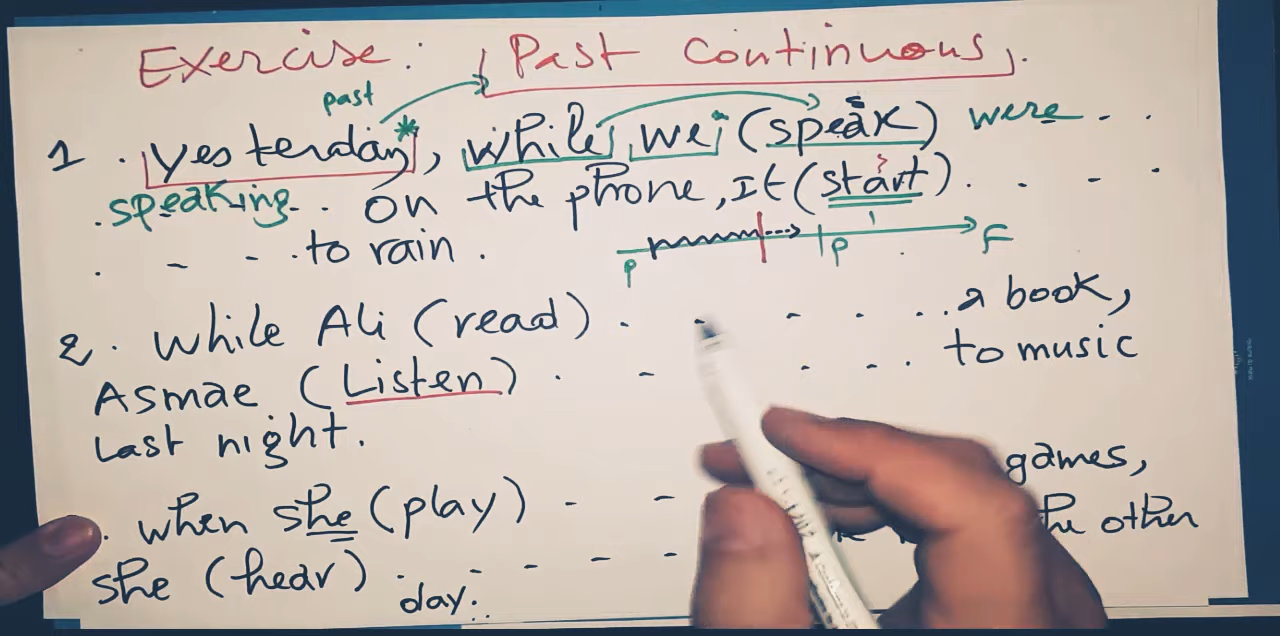 Exercise: Past Continuous.
past
1. yesterday*, while we (speak) were . .
. speaking . . on the phone, It (start) . . . .
. - - . to rain.
P P F
2. while Ali (read) . - - . . . a book,
Asmae (Listen) . - - . . to music
Last night.
. when she (play) - - games,
she (hear) . - - - - the other
day.